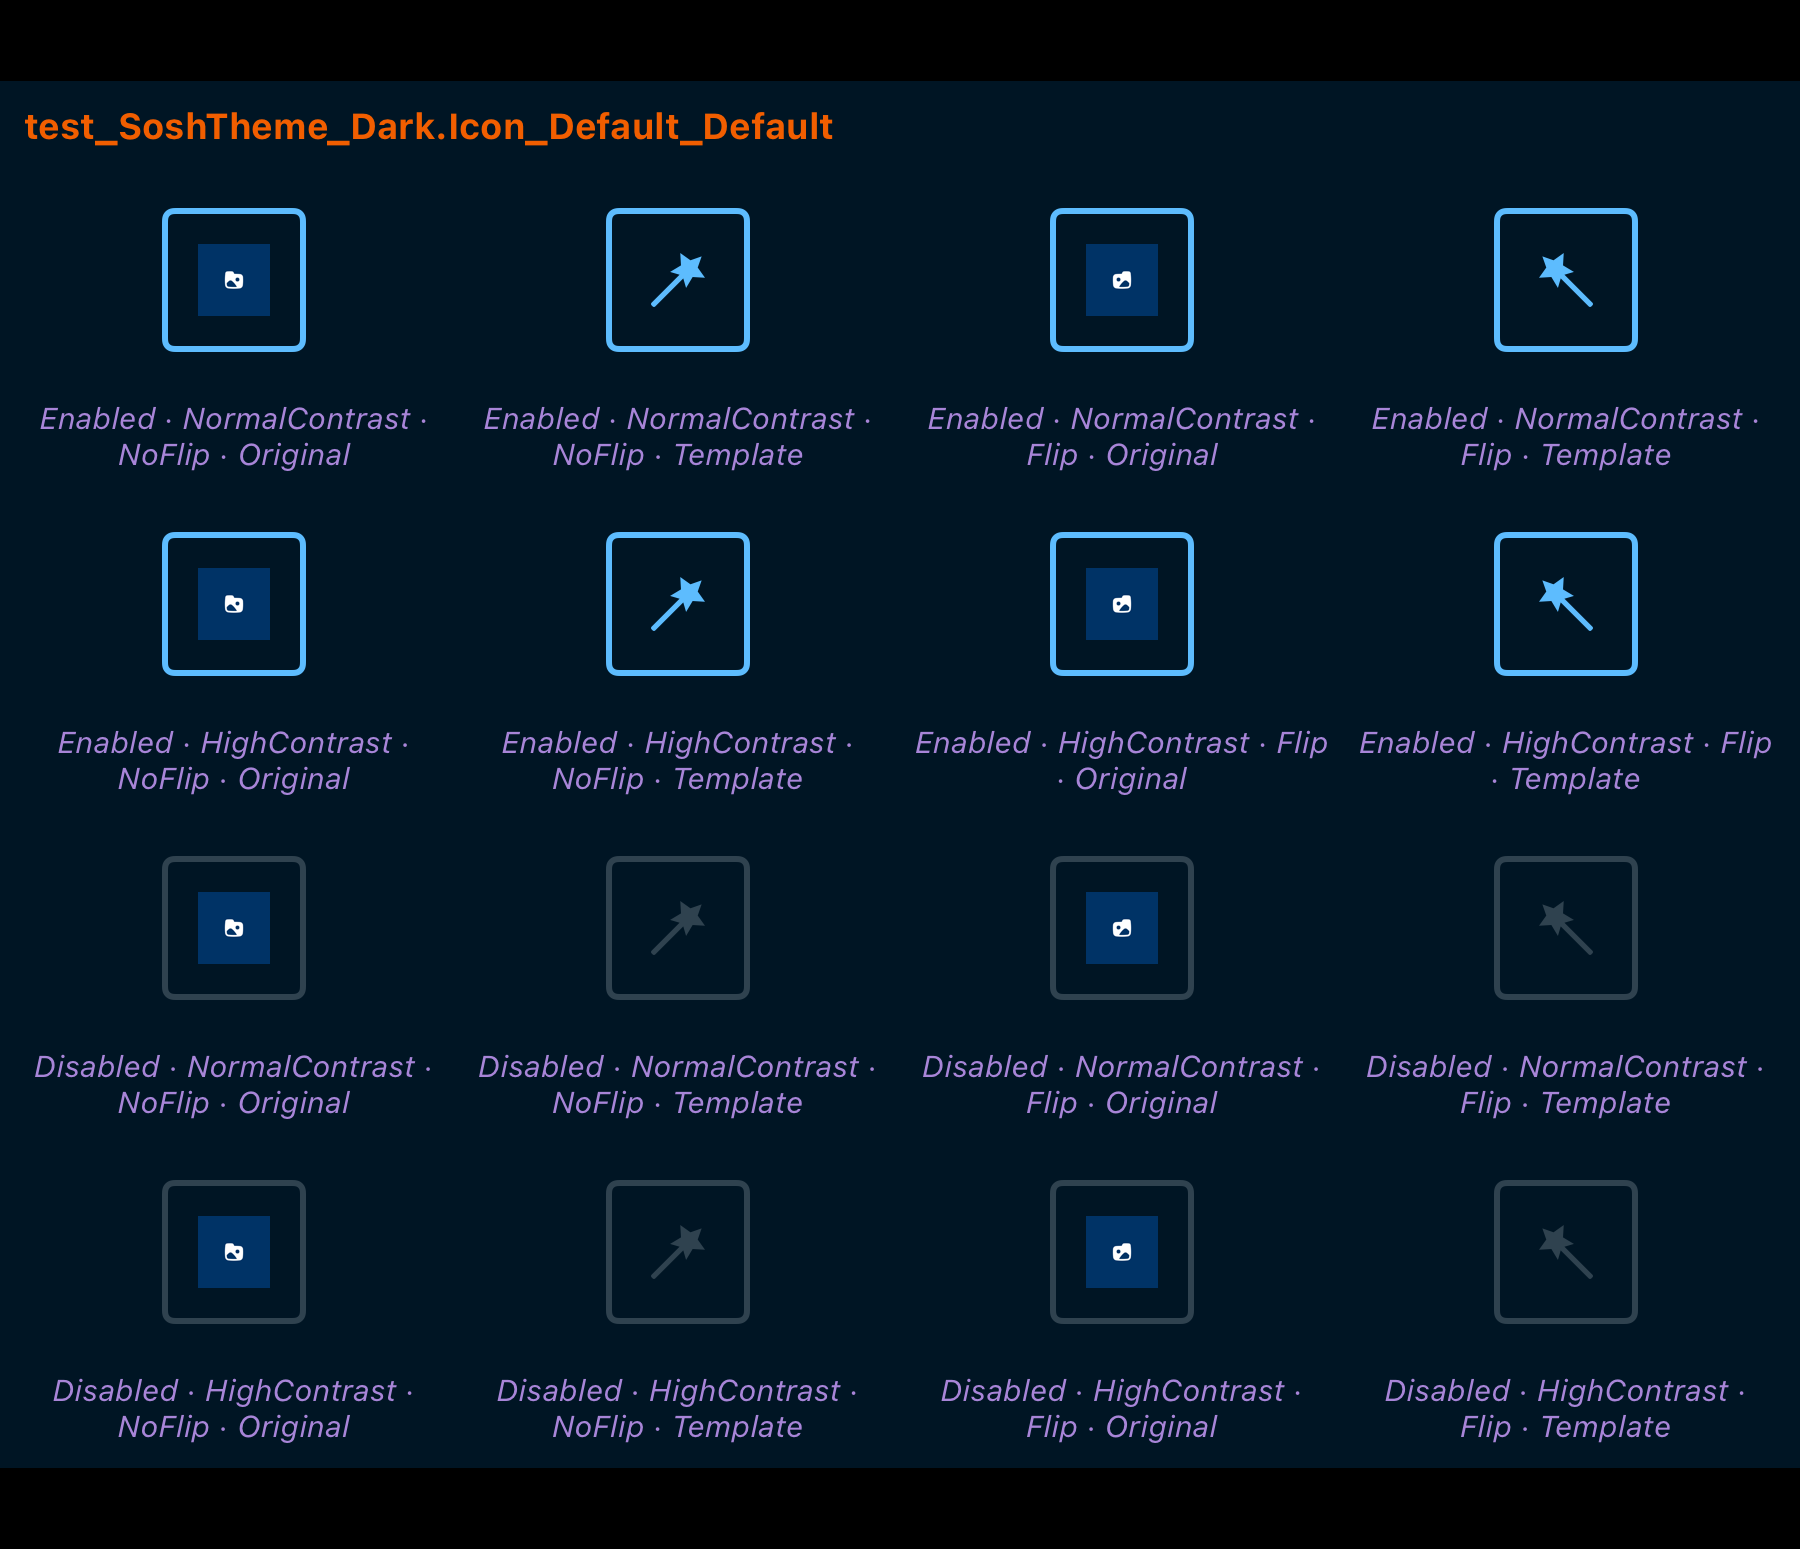 test_SoshTheme_Dark.Icon_Default_Default
Enabled · NormalContrast ·
NoFlip · Original
Enabled · NormalContrast ·
NoFlip · Template
Enabled · NormalContrast ·
Flip · Original
Enabled · NormalContrast ·
Flip · Template
Enabled · HighContrast ·
NoFlip · Original
Enabled · HighContrast ·
NoFlip · Template
Enabled · HighContrast · Flip
· Original
Enabled · HighContrast · Flip
· Template
Disabled · NormalContrast ·
NoFlip · Original
Disabled · NormalContrast ·
NoFlip · Template
Disabled · NormalContrast ·
Flip · Original
Disabled · NormalContrast ·
Flip · Template
Disabled · HighContrast ·
NoFlip · Original
Disabled · HighContrast ·
NoFlip · Template
Disabled · HighContrast ·
Flip · Original
Disabled · HighContrast ·
Flip · Template